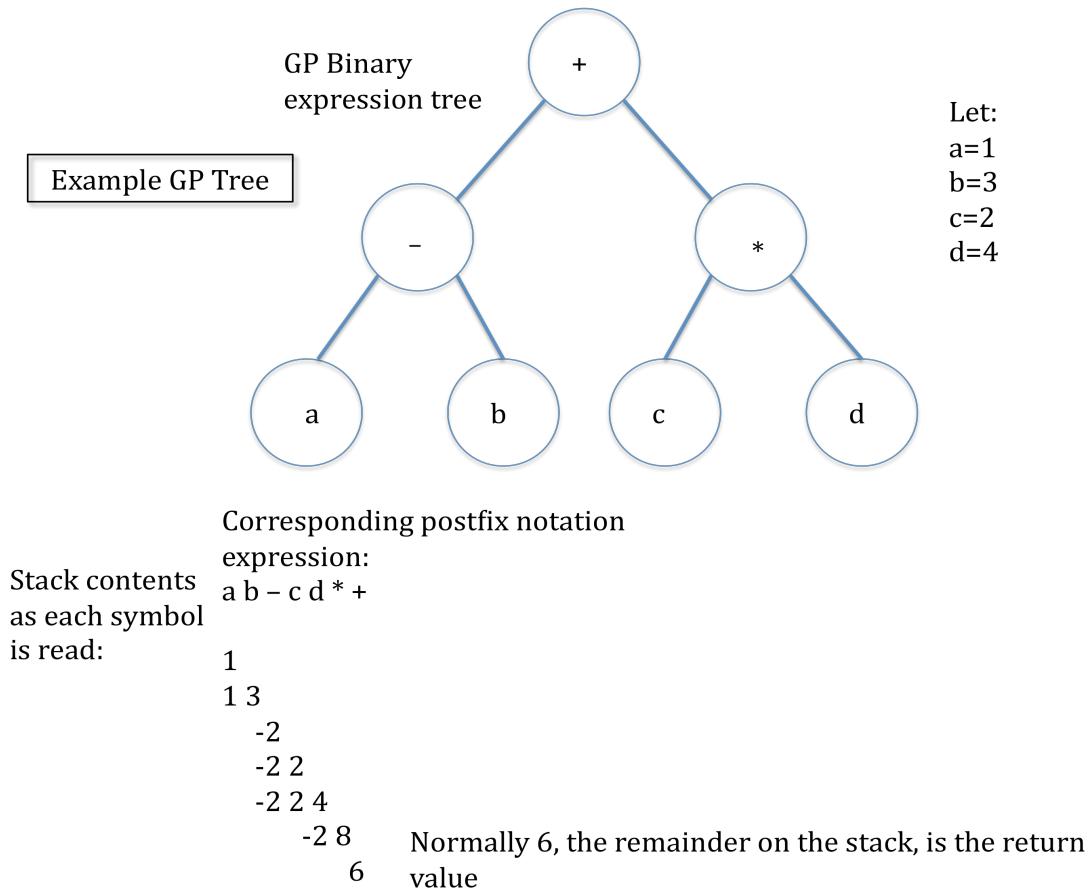 GP Binary
expression tree
+
Let:
a=1
b=3
c=2
d=4
Example GP Tree
–
*
a
b
c
d
Corresponding postfix notation
expression:
a b – c d * +
Stack contents
as each symbol
is read:
1
1 3
-2
-2 2
-2 2 4
-2 8
6
Normally 6, the remainder on the stack, is the return
value